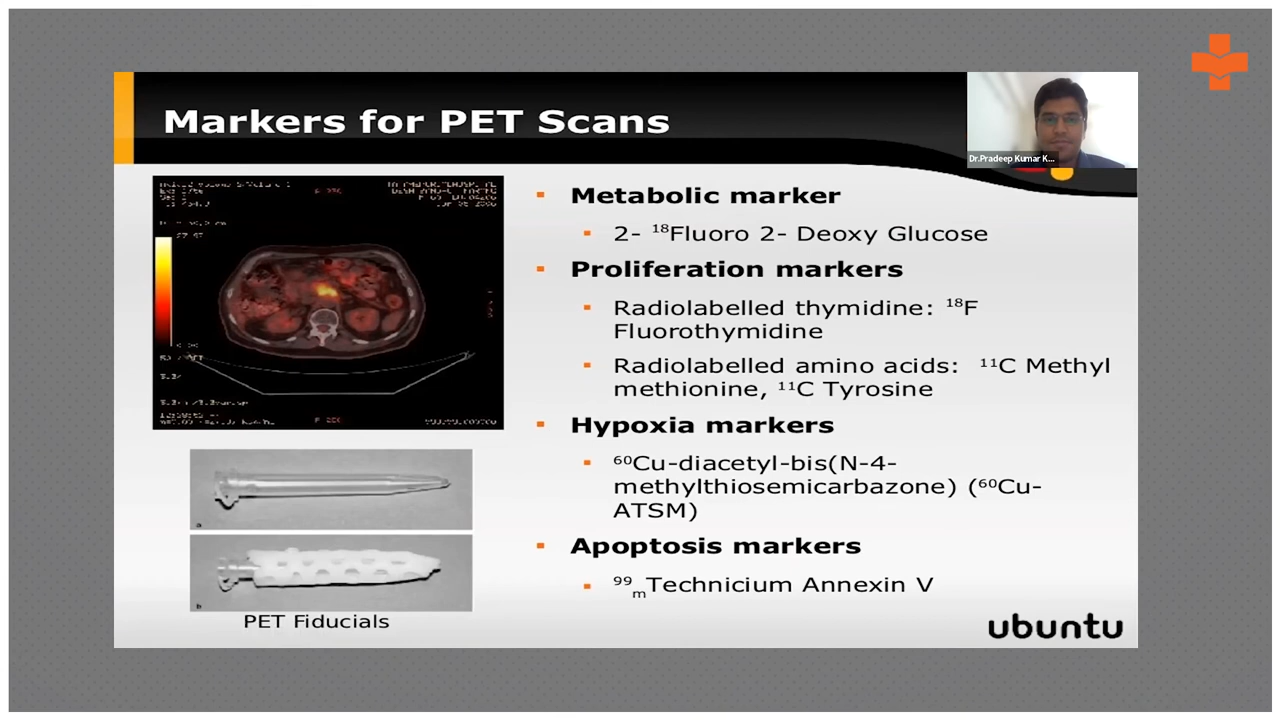 Markers for PET Scans
Dr.Pradeep Kumar K...
Metabolic marker
2- ¹⁸Fluoro 2- Deoxy Glucose
Proliferation markers
Radiolabelled thymidine: ¹⁸F
Fluorothymidine
Radiolabelled amino acids: ¹¹C Methyl
methionine, ¹¹C Tyrosine
Hypoxia markers
⁶⁰Cu-diacetyl-bis(N-4-
methylthiosemicarbazone) (⁶⁰Cu-
ATSM)
Apoptosis markers
⁹⁹ₘTechnicium Annexin V
a
b
PET Fiducials
ubuntu